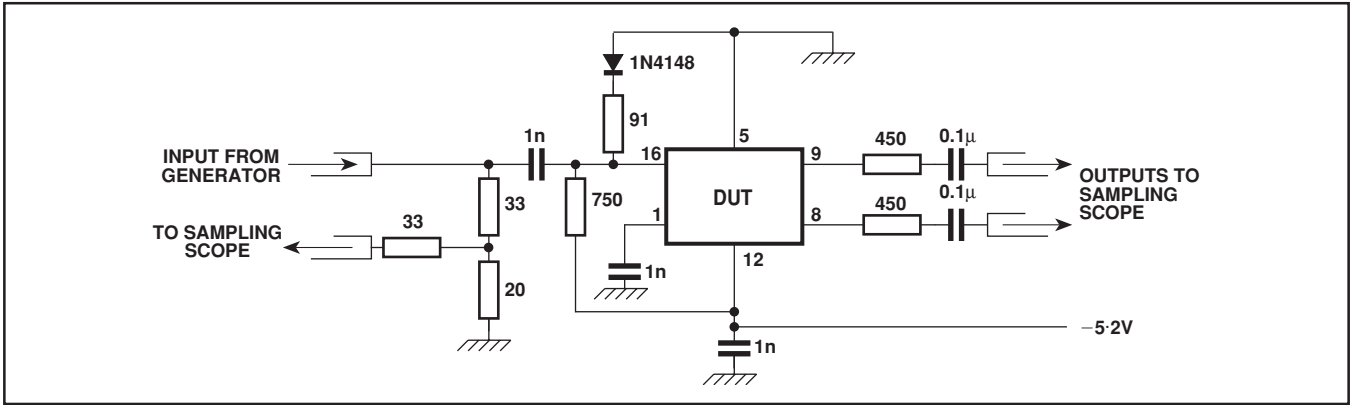 1N4148
91
1n
INPUT FROM
GENERATOR
16
5
9
450
0.1μ
33
750
DUT
OUTPUTS TO
SAMPLING
SCOPE
TO SAMPLING
SCOPE
33
1
8
450
0.1μ
12
1n
20
−5·2V
1n